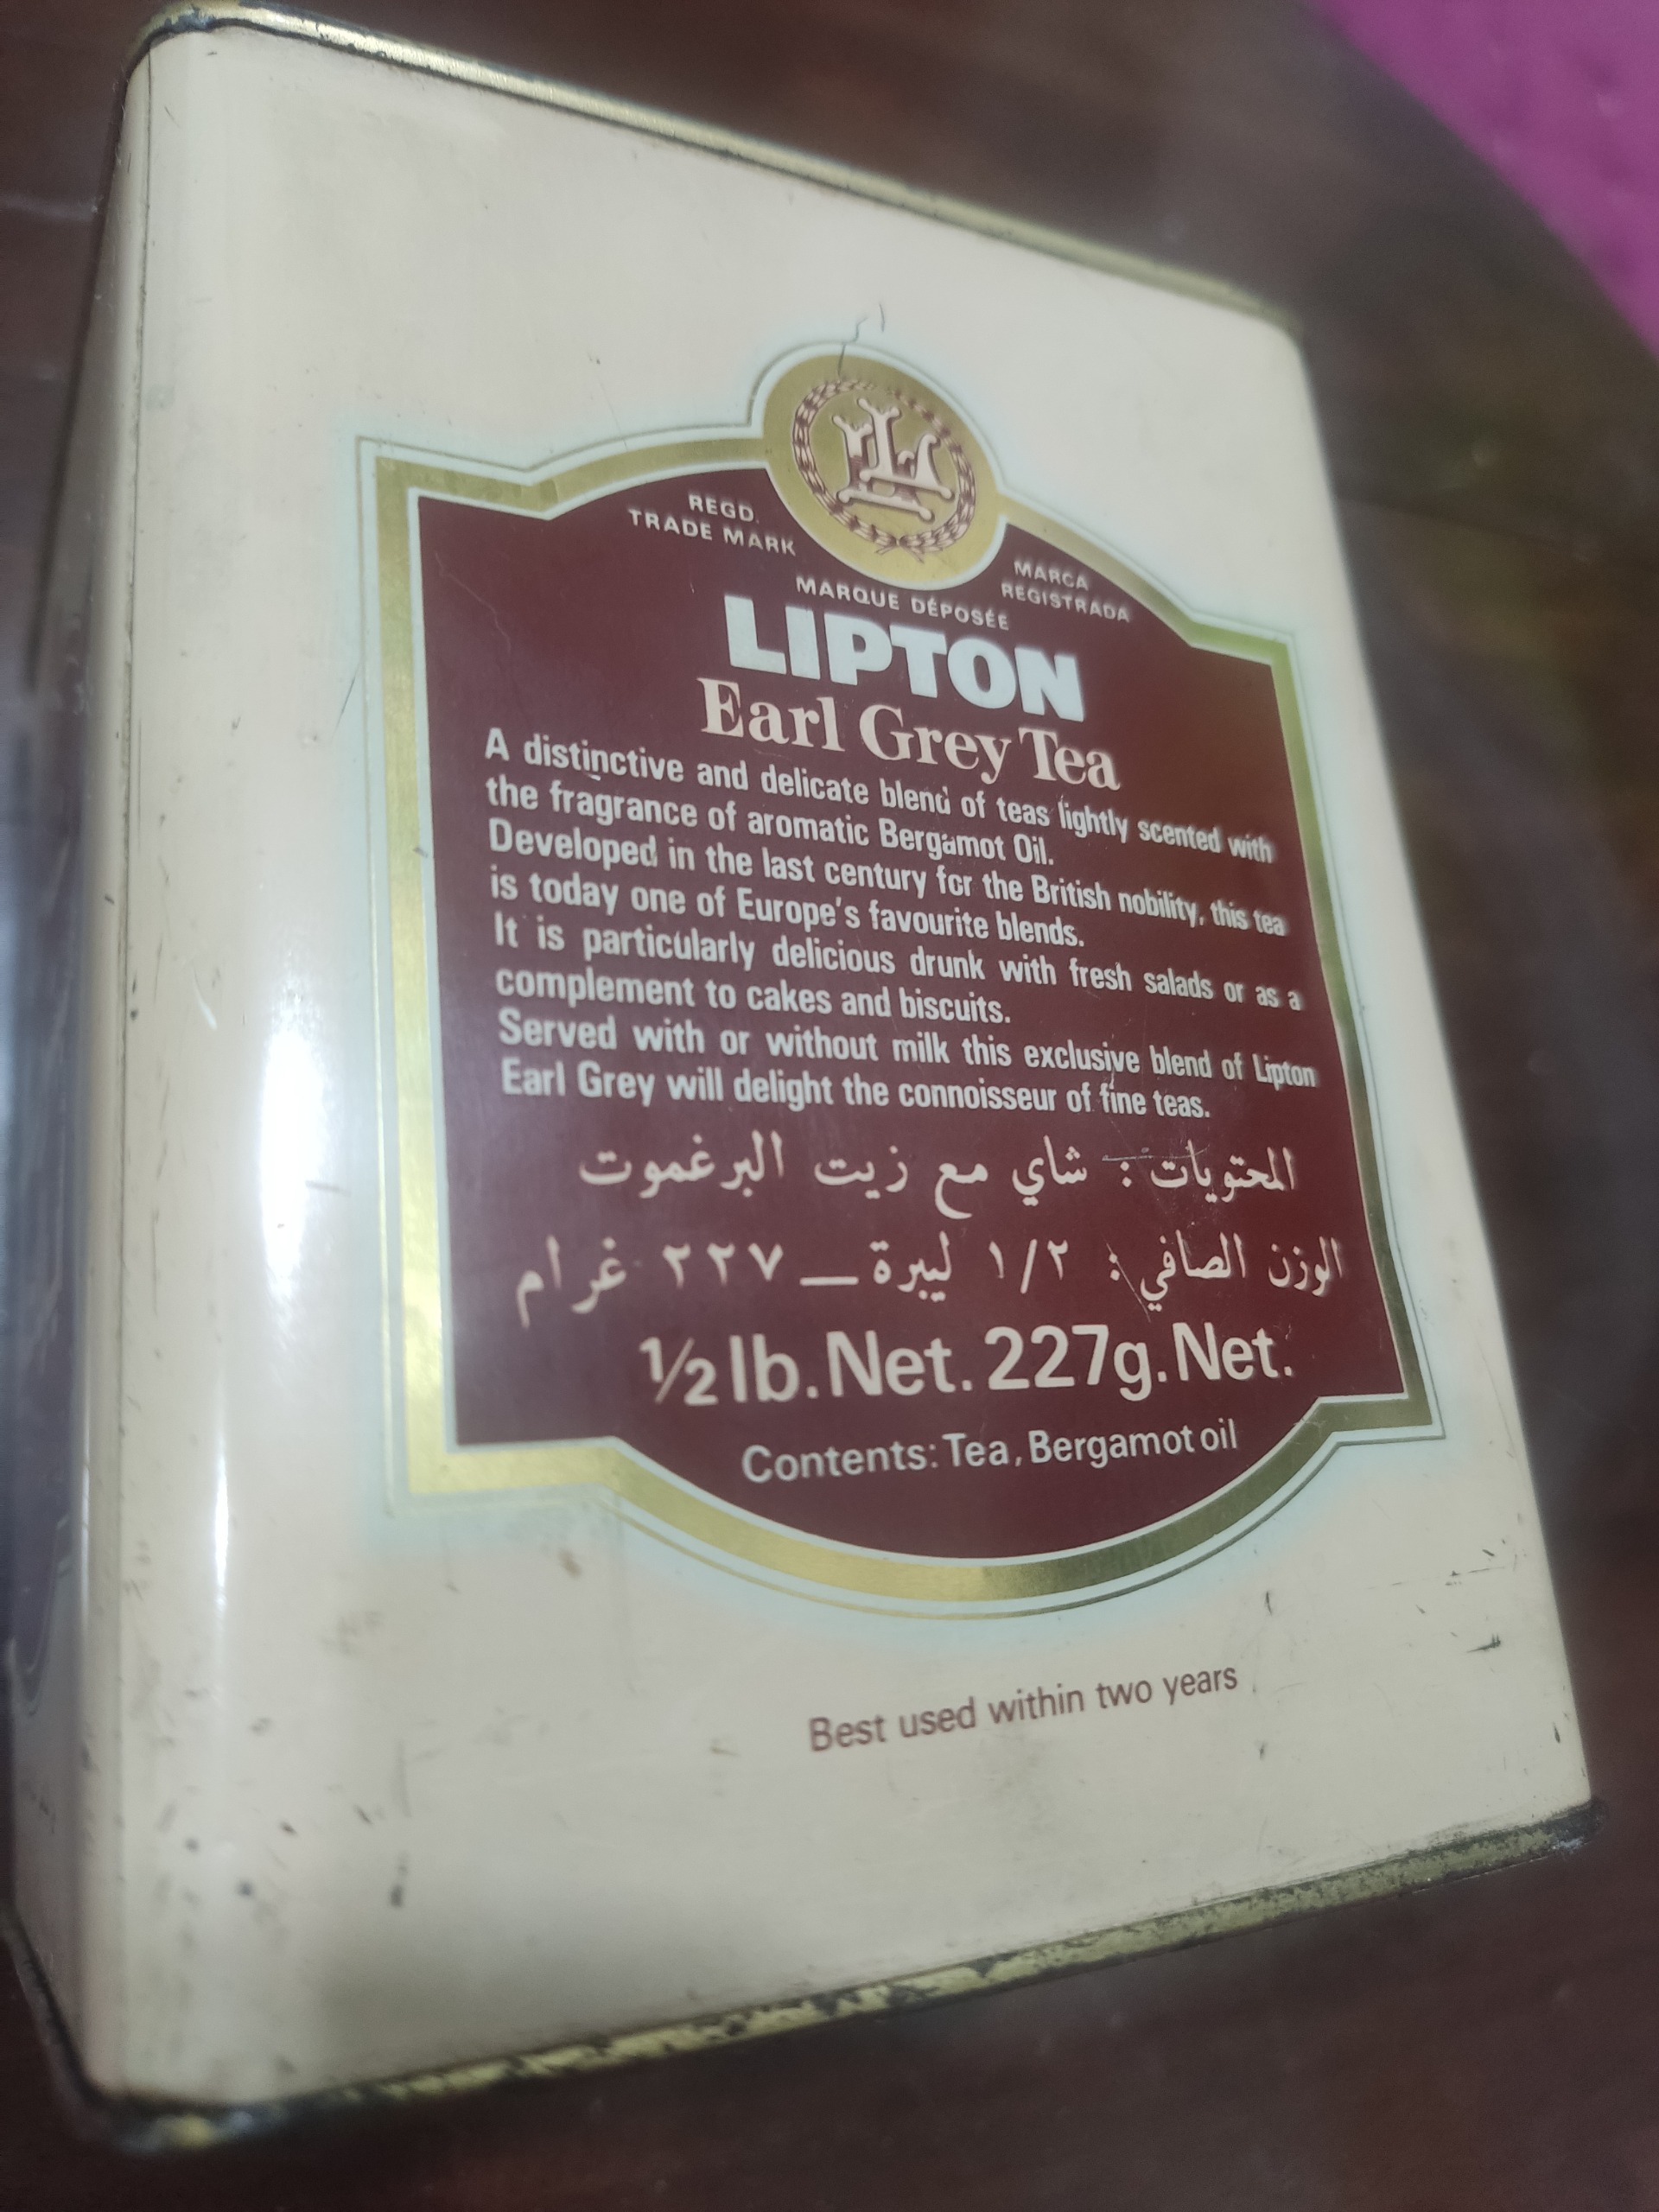 REGD.
TRADE MARK
MARCA
REGISTRADA
MARQUE DÉPOSÉE
LIPTON
Earl Grey Tea
A distinctive and delicate blend of teas lightly scented with
the fragrance of aromatic Bergamot Oil.
Developed in the last century for the British nobility, this tea
is today one of Europe's favourite blends.
It is particularly delicious drunk with fresh salads or as a
complement to cakes and biscuits.
Served with or without milk this exclusive blend of Lipton
Earl Grey will delight the connoisseur of fine teas.
المحتويات : شاي مع زيت البرغموت
الوزن الصافي : ١/٢ ليبرة — ٢٢٧ غرام
½ lb. Net. 227g. Net.
Contents: Tea, Bergamot oil
Best used within two years